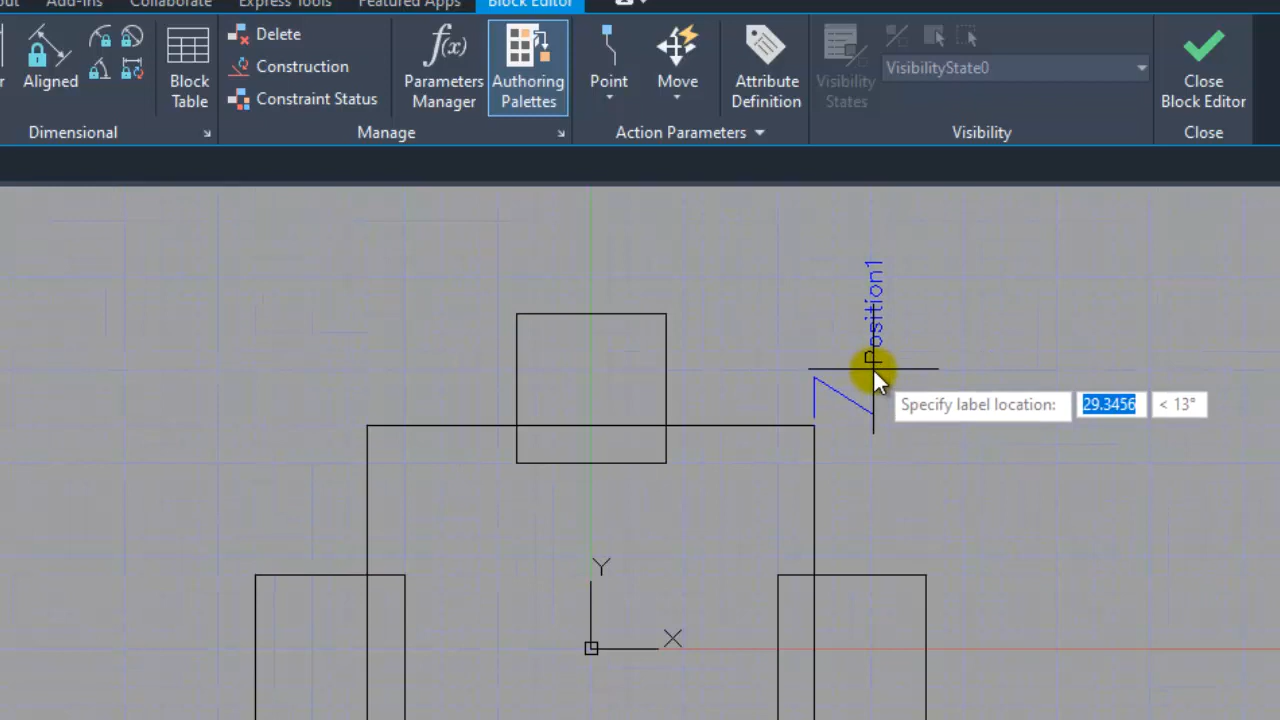 Add-Ins Collaborate Express Tools Featured Apps Block Editor
Aligned
Block
Table
Delete
Construction
Constraint Status
Parameters
Manager
Authoring
Palettes
Point
Move
Attribute
Definition
Visibility
States
VisibilityState0
Close
Block Editor
Dimensional
Manage
Action Parameters
Visibility
Close
Position1
Specify label location: 29.3456 < 13°
Y
X